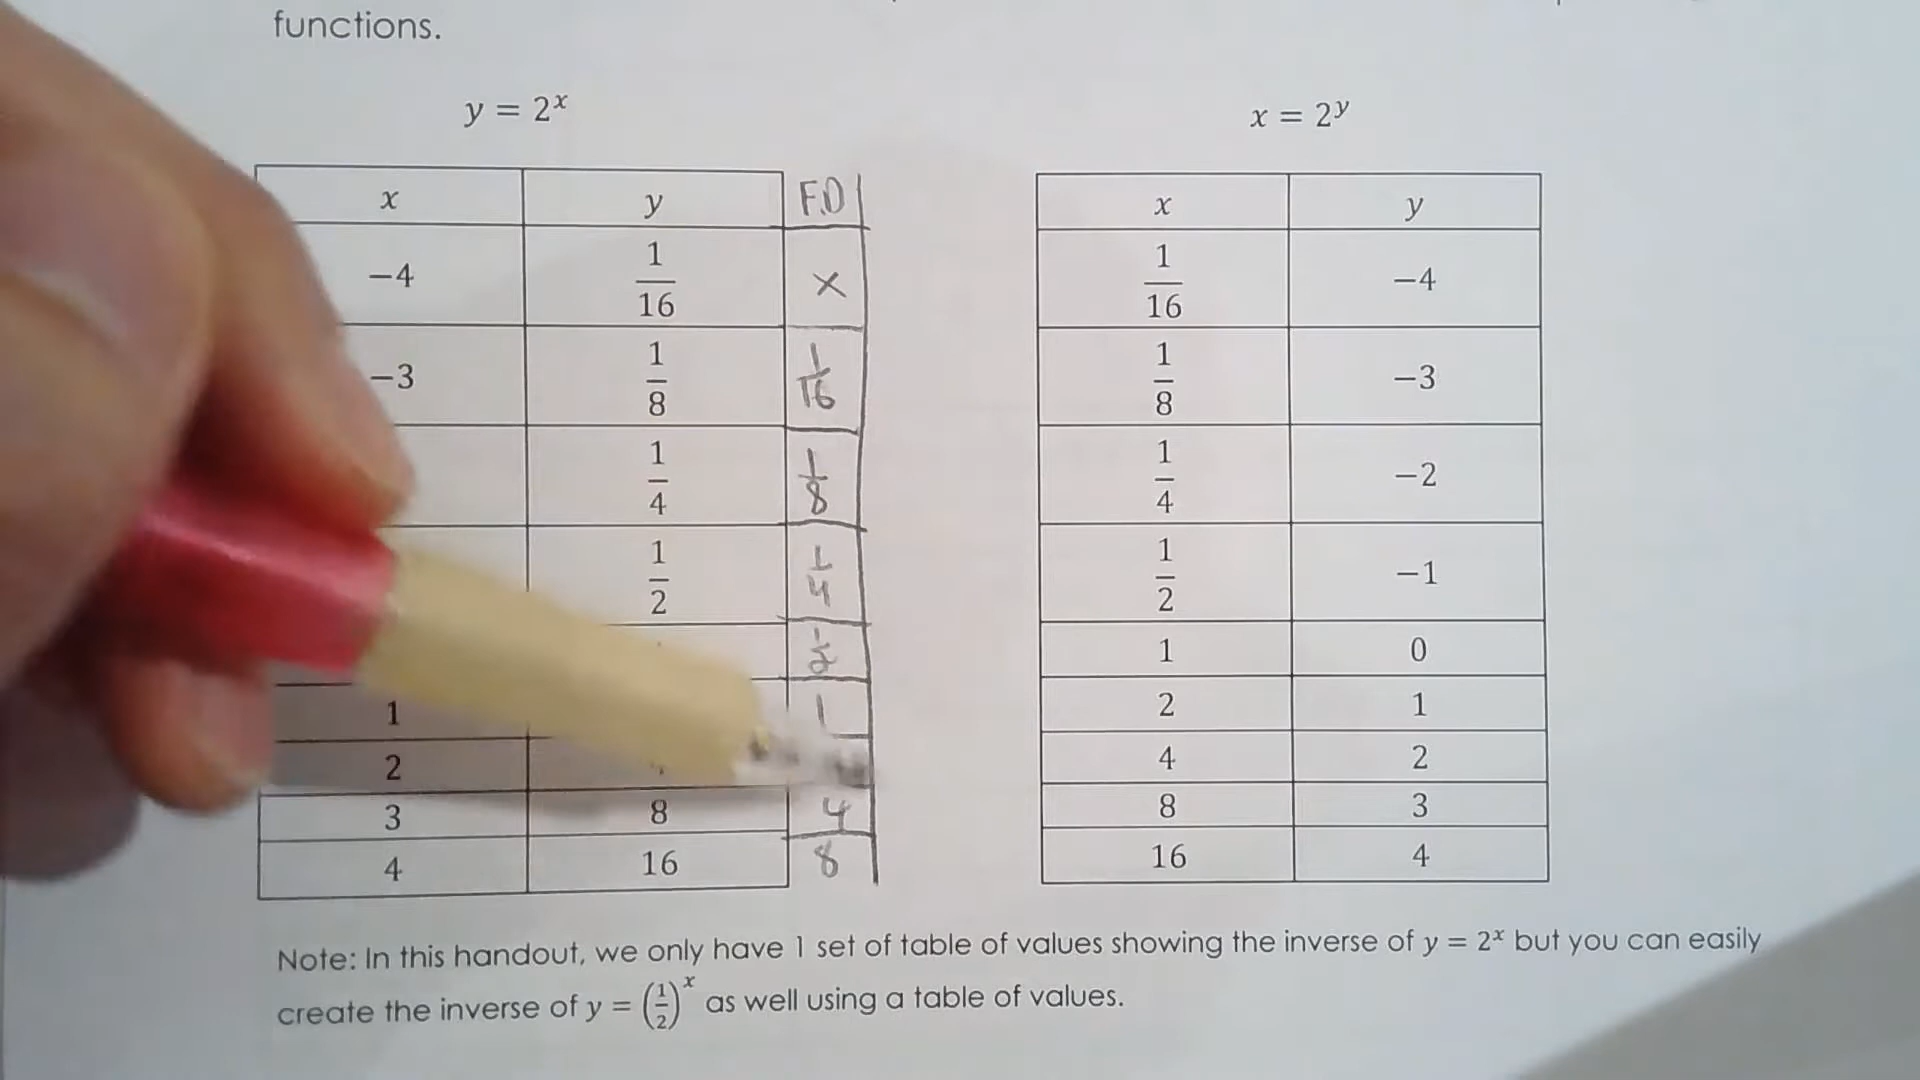 functions.
y = 2ˣ
x = 2ʸ
x y F.D
-4 1/16 ×
-3 1/8 1/16
1/4 1/8
1/2 1/4
1/2
1 1
2
3 8 4
4 16 8
x y
1/16 -4
1/8 -3
1/4 -2
1/2 -1
1 0
2 1
4 2
8 3
16 4
Note: In this handout, we only have 1 set of table of values showing the inverse of y = 2ˣ but you can easily
create the inverse of y = (1/2)ˣ as well using a table of values.